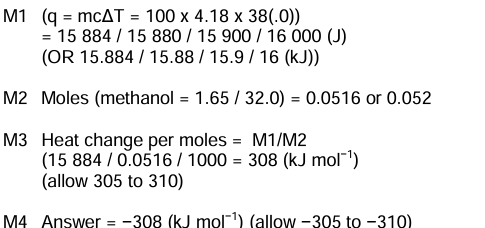 M1 (q = mcΔT = 100 x 4.18 x 38(.0))
= 15 884 / 15 880 / 15 900 / 16 000 (J)
(OR 15.884 / 15.88 / 15.9 / 16 (kJ))
M2 Moles (methanol = 1.65 / 32.0) = 0.0516 or 0.052
M3 Heat change per moles = M1/M2
(15 884 / 0.0516 / 1000 = 308 (kJ mol⁻¹)
(allow 305 to 310)
M4 Answer = −308 (kJ mol⁻¹) (allow −305 to −310)